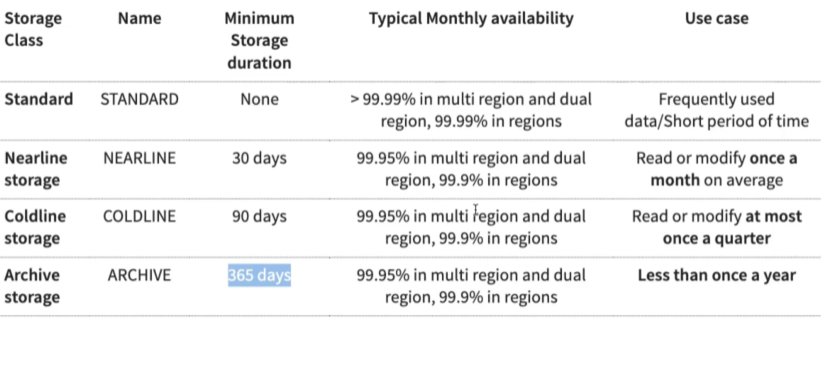 Storage Class | Name | Minimum Storage duration | Typical Monthly availability | Use case
Standard | STANDARD | None | > 99.99% in multi region and dual region, 99.99% in regions | Frequently used data/Short period of time
Nearline storage | NEARLINE | 30 days | 99.95% in multi region and dual region, 99.9% in regions | Read or modify once a month on average
Coldline storage | COLDLINE | 90 days | 99.95% in multi region and dual region, 99.9% in regions | Read or modify at most once a quarter
Archive storage | ARCHIVE | 365 days | 99.95% in multi region and dual region, 99.9% in regions | Less than once a year